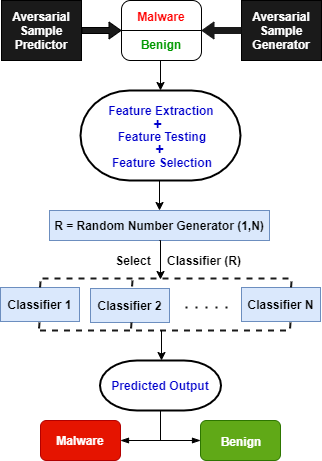 Aversarial
Sample
Predictor
Malware
Benign
Aversarial
Sample
Generator
Feature Extraction
+
Feature Testing
+
Feature Selection
R = Random Number Generator (1,N)
Select Classifier (R)
Classifier 1
Classifier 2
. . . . .
Classifier N
Predicted Output
Malware
Benign